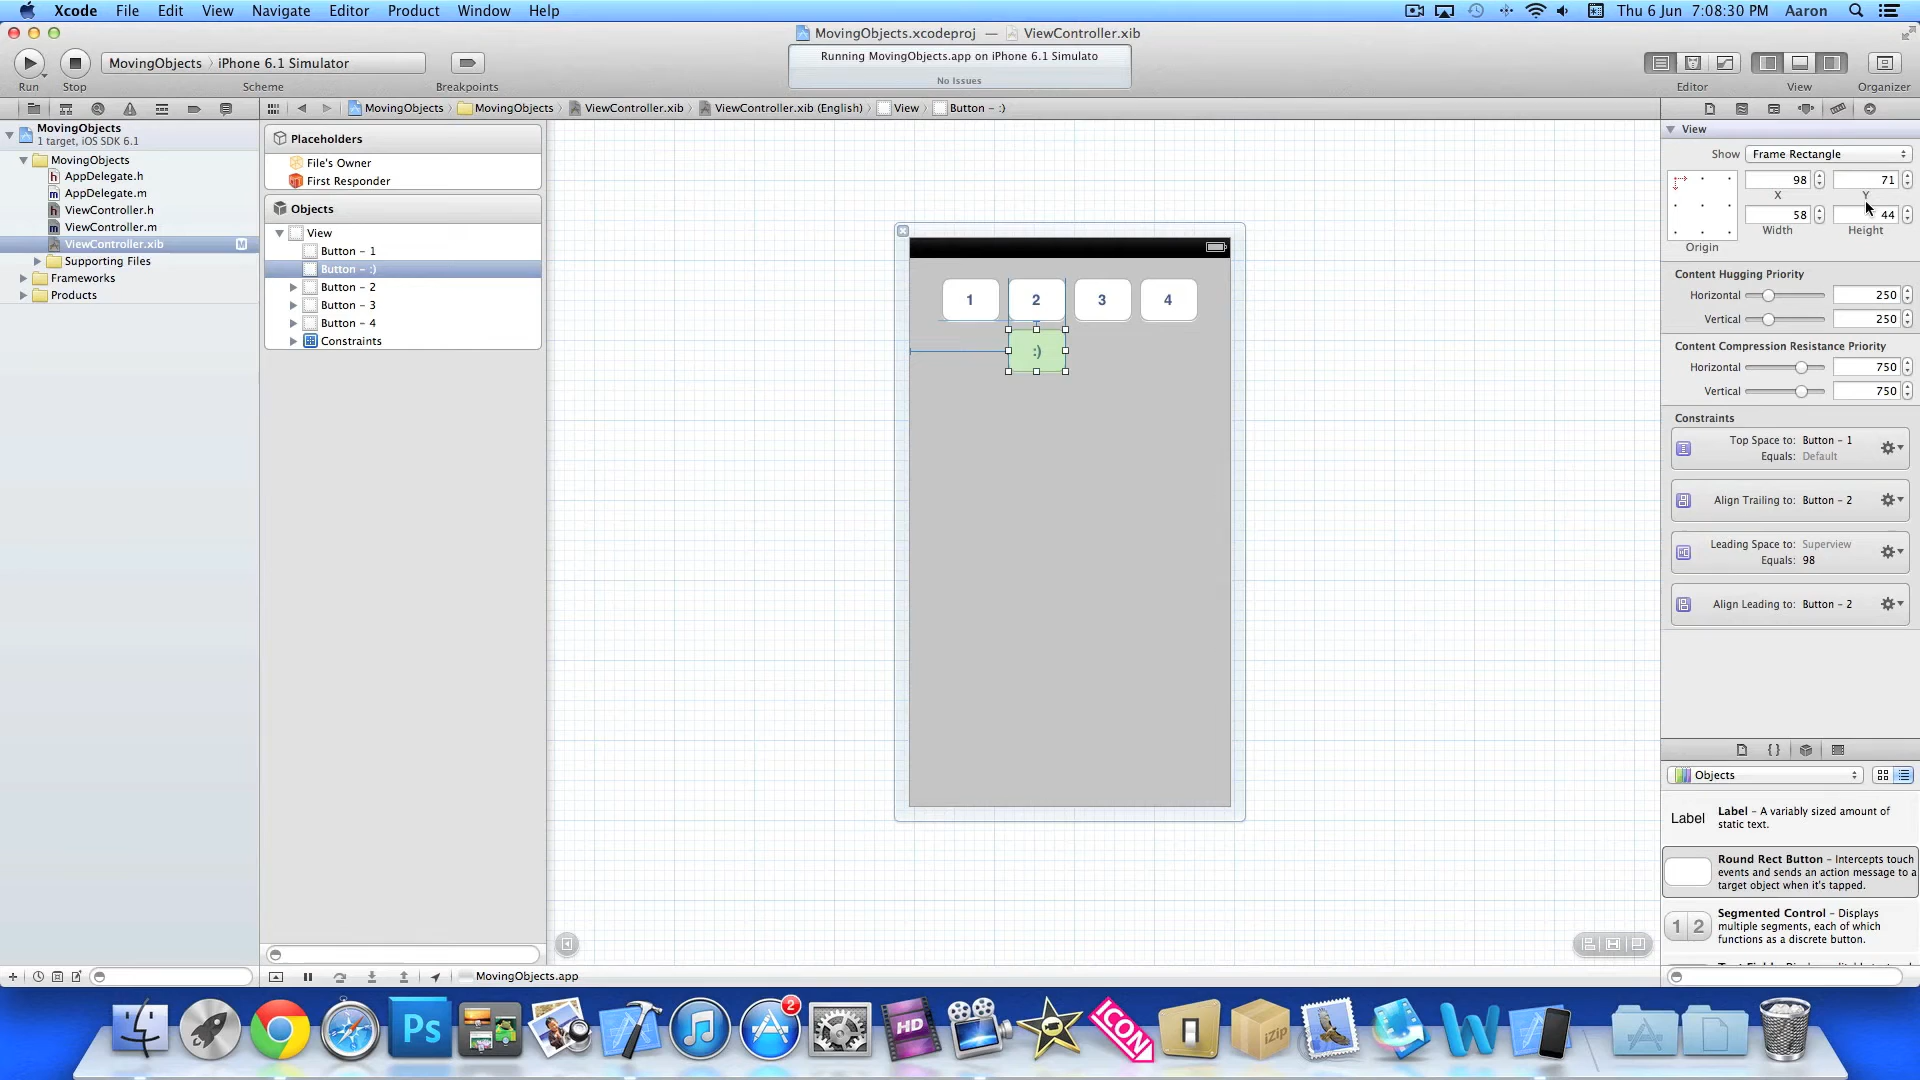 Xcode File Edit View Navigate Editor Product Window Help
Thu 6 Jun 7:08:30 PM Aaron
MovingObjects.xcodeproj — ViewController.xib
MovingObjects iPhone 6.1 Simulator
Running MovingObjects.app on iPhone 6.1 Simulato
No Issues
Run Stop Scheme Breakpoints Editor View Organizer
MovingObjects MovingObjects ViewController.xib ViewController.xib (English) View Button – :)
MovingObjects
1 target, iOS SDK 6.1
MovingObjects
h AppDelegate.h
m AppDelegate.m
h ViewController.h
m ViewController.m
ViewController.xib M
Supporting Files
Frameworks
Products
Placeholders
File's Owner
First Responder
Objects
View
Button – 1
Button – :)
Button – 2
Button – 3
Button – 4
Constraints
1 2 3 4
:)
View
Show Frame Rectangle
98 71
X Y
58 44
Width Height
Origin
Content Hugging Priority
Horizontal 250
Vertical 250
Content Compression Resistance Priority
Horizontal 750
Vertical 750
Constraints
Top Space to: Button – 1
Equals: Default
Align Trailing to: Button – 2
Leading Space to: Superview
Equals: 98
Align Leading to: Button – 2
{ }
Objects
Label
Label – A variably sized amount of
static text.
Round Rect Button – Intercepts touch
events and sends an action message to a
target object when it's tapped.
1 2
Segmented Control – Displays
multiple segments, each of which
functions as a discrete button.
MovingObjects.app
Ps
2
HD
ICON
iZip
W